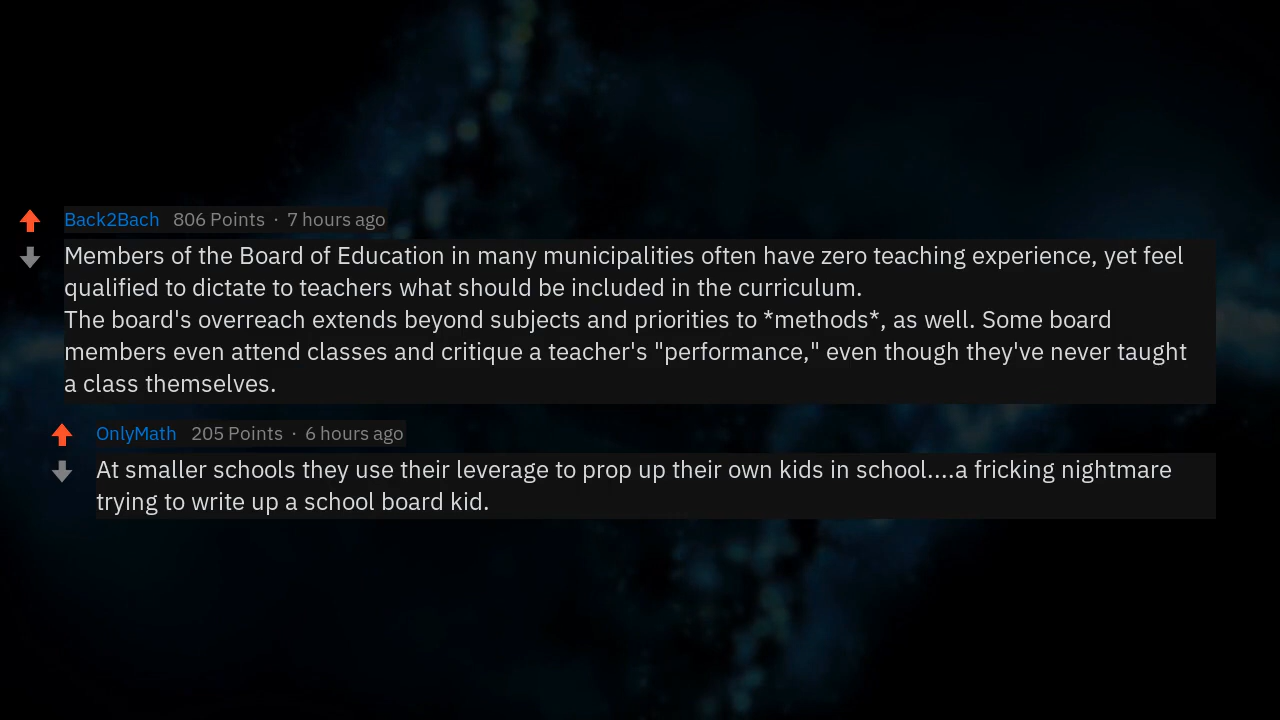 Back2Bach 806 Points · 7 hours ago
Members of the Board of Education in many municipalities often have zero teaching experience, yet feel
qualified to dictate to teachers what should be included in the curriculum.
The board's overreach extends beyond subjects and priorities to *methods*, as well. Some board
members even attend classes and critique a teacher's "performance," even though they've never taught
a class themselves.
OnlyMath 205 Points · 6 hours ago
At smaller schools they use their leverage to prop up their own kids in school....a fricking nightmare
trying to write up a school board kid.